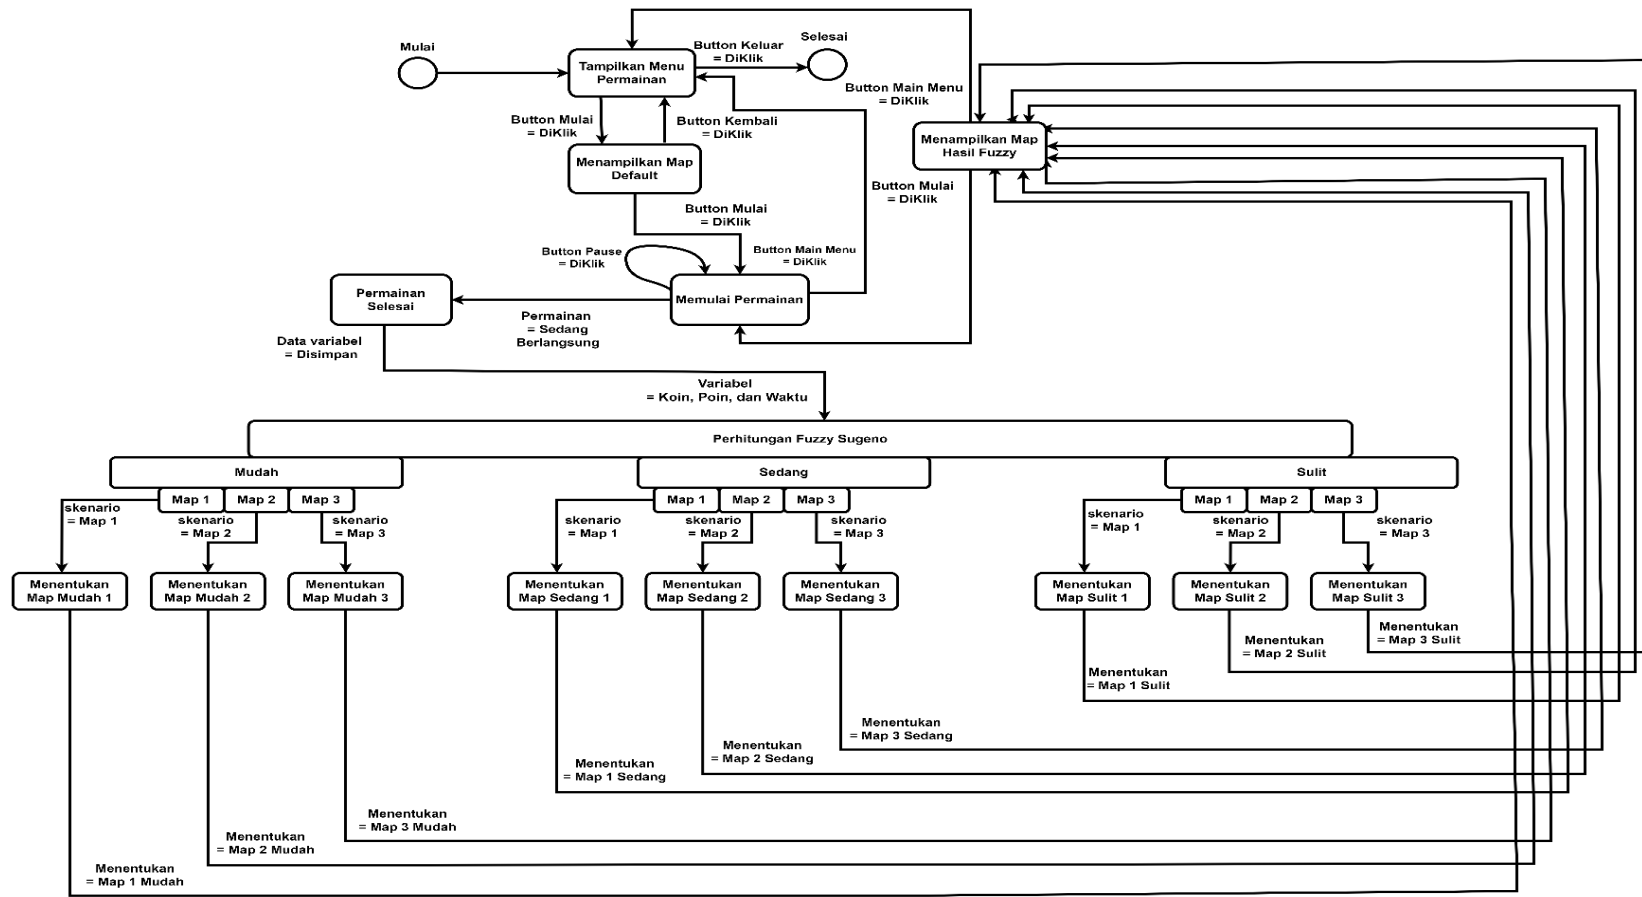 Mulai
Tampilkan Menu
Permainan
Button Keluar
= DiKlik
Selesai
Button Main Menu
= DiKlik
Button Mulai
= DiKlik
Button Kembali
= DiKlik
Menampilkan Map
Hasil Fuzzy
Menampilkan Map
Default
Button Mulai
= DiKlik
Button Mulai
= DiKlik
Button Pause
= DiKlik
Button Main Menu
= DiKlik
Permainan
Selesai
Memulai Permainan
Permainan
= Sedang
Berlangsung
Data variabel
= Disimpan
Variabel
= Koin, Poin, dan Waktu
Perhitungan Fuzzy Sugeno
Mudah
Sedang
Sulit
Map 1
Map 2
Map 3
Map 1
Map 2
Map 3
Map 1
Map 2
Map 3
skenario
= Map 1
skenario
= Map 2
skenario
= Map 3
skenario
= Map 1
skenario
= Map 2
skenario
= Map 3
skenario
= Map 1
skenario
= Map 2
skenario
= Map 3
Menentukan
Map Mudah 1
Menentukan
Map Mudah 2
Menentukan
Map Mudah 3
Menentukan
Map Sedang 1
Menentukan
Map Sedang 2
Menentukan
Map Sedang 3
Menentukan
Map Sulit 1
Menentukan
Map Sulit 2
Menentukan
Map Sulit 3
Menentukan
= Map 3 Sulit
Menentukan
= Map 2 Sulit
Menentukan
= Map 1 Sulit
Menentukan
= Map 3 Sedang
Menentukan
= Map 2 Sedang
Menentukan
= Map 1 Sedang
Menentukan
= Map 3 Mudah
Menentukan
= Map 2 Mudah
Menentukan
= Map 1 Mudah